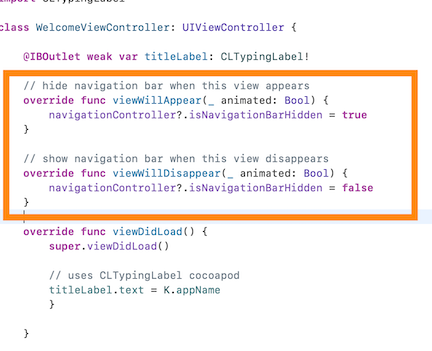 import CLTypingLabel
class WelcomeViewController: UIViewController {
@IBOutlet weak var titleLabel: CLTypingLabel!
// hide navigation bar when this view appears
override func viewWillAppear(_ animated: Bool) {
navigationController?.isNavigationBarHidden = true
}
// show navigation bar when this view disappears
override func viewWillDisappear(_ animated: Bool) {
navigationController?.isNavigationBarHidden = false
}
override func viewDidLoad() {
super.viewDidLoad()
// uses CLTypingLabel cocoapod
titleLabel.text = K.appName
}
}